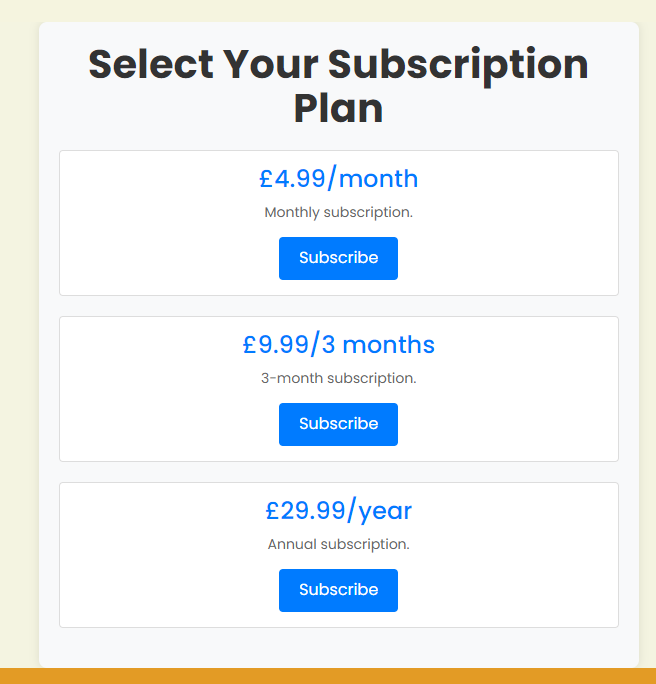 Select Your Subscription
Plan
£4.99/month
Monthly subscription.
Subscribe
£9.99/3 months
3-month subscription.
Subscribe
£29.99/year
Annual subscription.
Subscribe